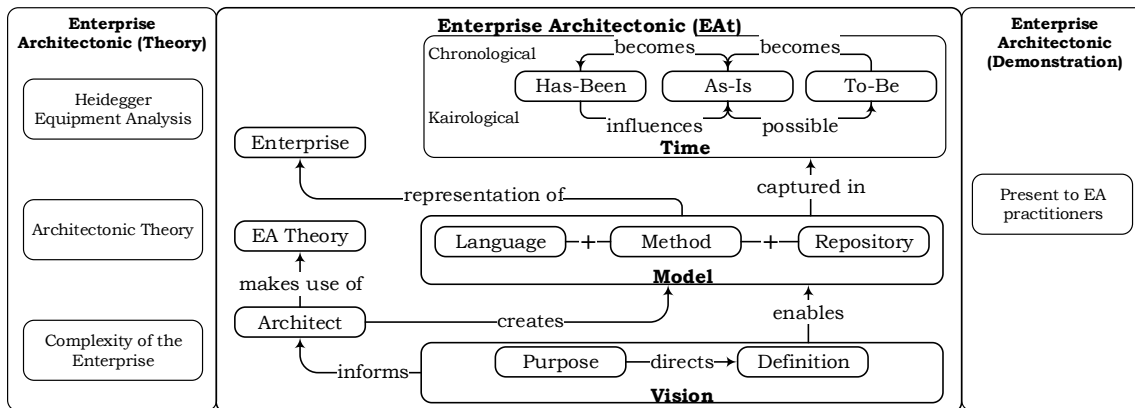 Enterprise
Architectonic (Theory)
Heidegger
Equipment Analysis
Architectonic Theory
Complexity of the
Enterprise
Enterprise Architectonic (EAt)
Chronological
becomes
becomes
Has-Been
As-Is
To-Be
Kairological
influences
possible
Time
Enterprise
representation of
captured in
EA Theory
Language
+
Method
+
Repository
Model
makes use of
Architect
creates
enables
informs
Purpose
directs
Definition
Vision
Enterprise
Architectonic
(Demonstration)
Present to EA
practitioners